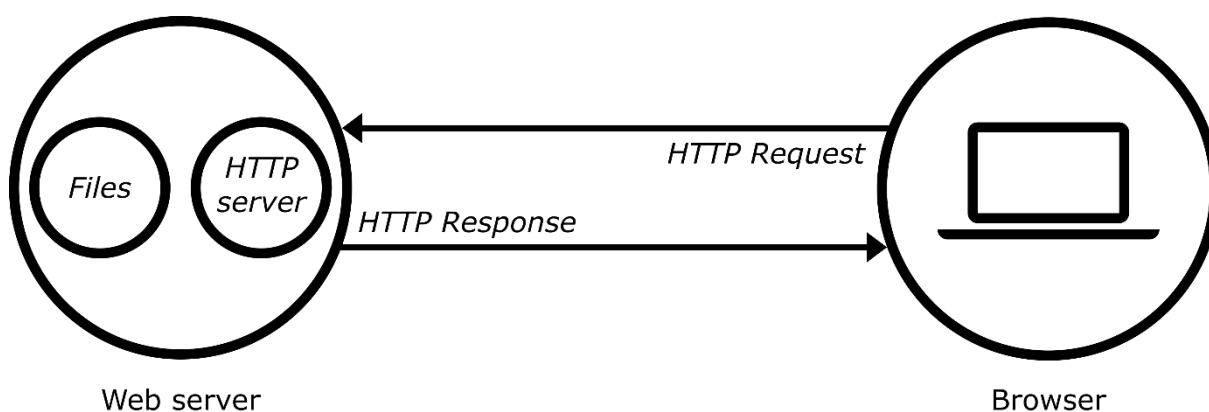 Files
HTTP
server
HTTP Request
HTTP Response
Web server
Browser